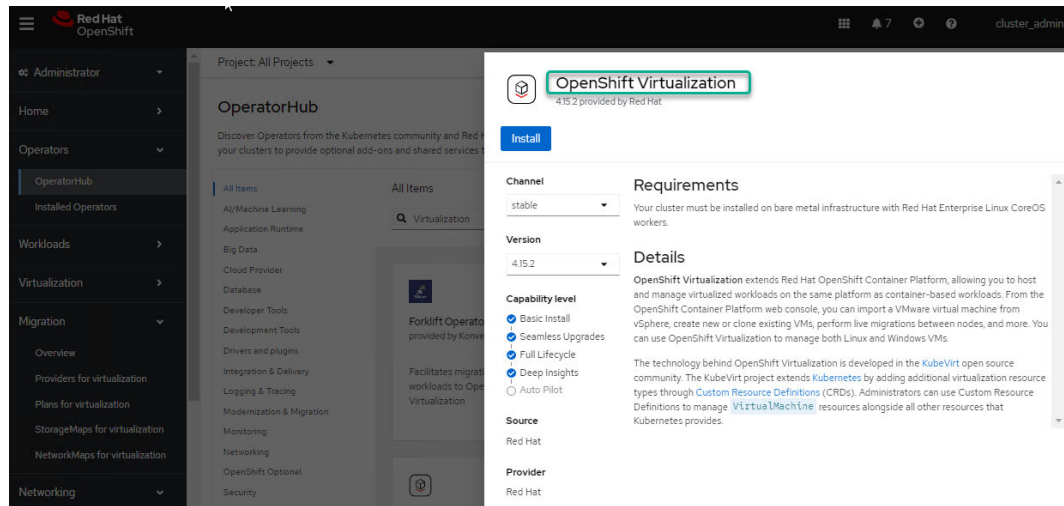 Red Hat
OpenShift
7
cluster_admin
Administrator
Home
Operators
OperatorHub
Installed Operators
Workloads
Virtualization
Migration
Overview
Providers for virtualization
Plans for virtualization
StorageMaps for virtualization
NetworkMaps for virtualization
Networking
Project: All Projects
OperatorHub
Discover Operators from the Kubernetes community and Red H
your clusters to provide optional add-ons and shared services t
All Items
AI/Machine Learning
Application Runtime
Big Data
Cloud Provider
Database
Developer Tools
Development Tools
Drivers and plugins
Integration & Delivery
Logging & Tracing
Modernization & Migration
Monitoring
Networking
OpenShift Optional
Security
All Items
Virtualization
Forklift Operato
provided by Konve
Facilitates migrati
workloads to Ope
Virtualization
OpenShift Virtualization
4.15.2 provided by Red Hat
Install
Channel
stable
Version
4.15.2
Capability level
Basic Install
Seamless Upgrades
Full Lifecycle
Deep Insights
Auto Pilot
Source
Red Hat
Provider
Red Hat
Requirements
Your cluster must be installed on bare metal infrastructure with Red Hat Enterprise Linux CoreOS
workers.
Details
OpenShift Virtualization extends Red Hat OpenShift Container Platform, allowing you to host
and manage virtualized workloads on the same platform as container-based workloads. From the
OpenShift Container Platform web console, you can import a VMware virtual machine from
vSphere, create new or clone existing VMs, perform live migrations between nodes, and more. You
can use OpenShift Virtualization to manage both Linux and Windows VMs.
The technology behind OpenShift Virtualization is developed in the KubeVirt open source
community. The KubeVirt project extends Kubernetes by adding additional virtualization resource
types through Custom Resource Definitions (CRDs). Administrators can use Custom Resource
Definitions to manage VirtualMachine resources alongside all other resources that
Kubernetes provides.